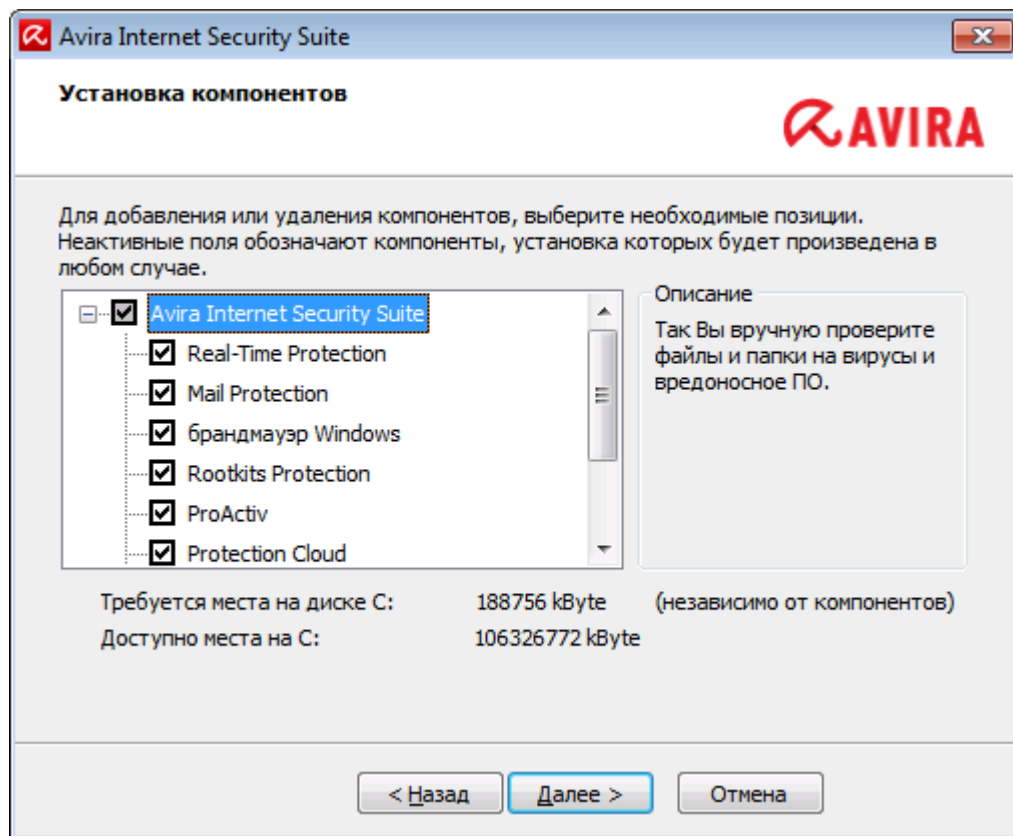 Avira Internet Security Suite
Установка компонентов
AVIRA
Для добавления или удаления компонентов, выберите необходимые позиции.
Неактивные поля обозначают компоненты, установка которых будет произведена в
любом случае.
Avira Internet Security Suite
Real-Time Protection
Mail Protection
брандмауэр Windows
Rootkits Protection
ProActiv
Protection Cloud
Описание
Так Вы вручную проверите
файлы и папки на вирусы и
вредоносное ПО.
Требуется места на диске C: 188756 kByte (независимо от компонентов)
Доступно места на C: 106326772 kByte
< Назад Далее > Отмена